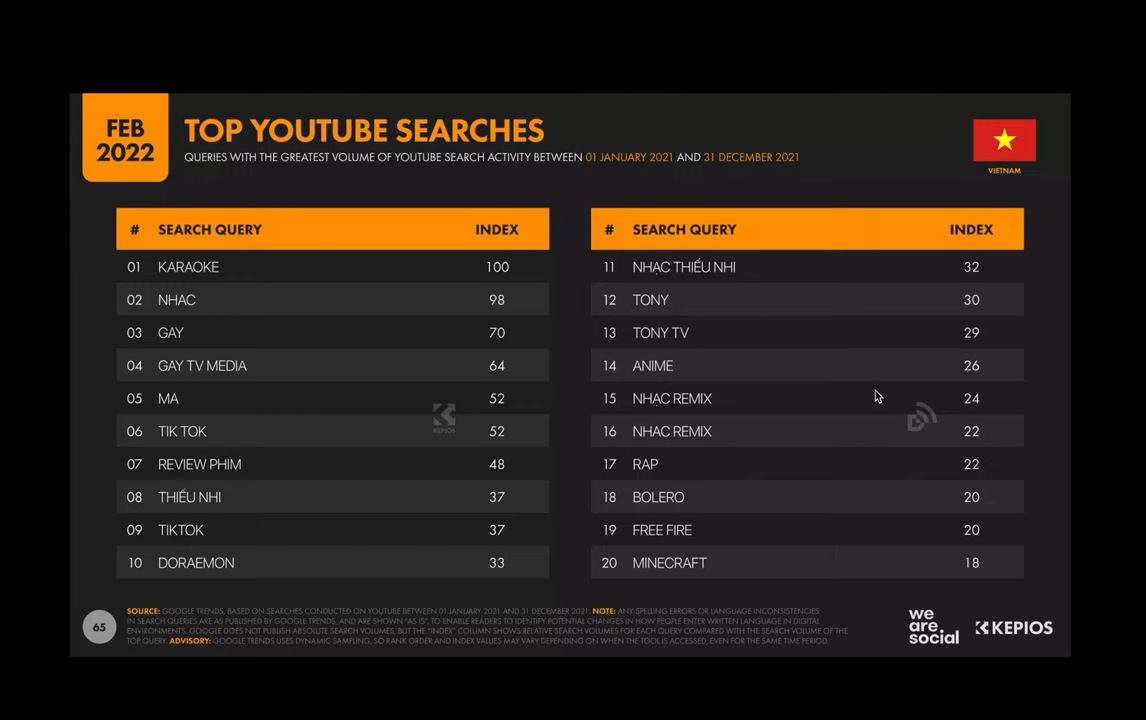 FEB
2022
TOP YOUTUBE SEARCHES
QUERIES WITH THE GREATEST VOLUME OF YOUTUBE SEARCH ACTIVITY BETWEEN 01 JANUARY 2021 AND 31 DECEMBER 2021
VIETNAM
# SEARCH QUERY INDEX
01 KARAOKE 100
02 NHAC 98
03 GAY 70
04 GAY TV MEDIA 64
05 MA 52
06 TIK TOK 52
07 REVIEW PHIM 48
08 THIẾU NHI 37
09 TIKTOK 37
10 DORAEMON 33
# SEARCH QUERY INDEX
11 NHẠC THIẾU NHI 32
12 TONY 30
13 TONY TV 29
14 ANIME 26
15 NHẠC REMIX 24
16 NHAC REMIX 22
17 RAP 22
18 BOLERO 20
19 FREE FIRE 20
20 MINECRAFT 18
KEPIOS
65
SOURCE: GOOGLE TRENDS, BASED ON SEARCHES CONDUCTED ON YOUTUBE BETWEEN 01 JANUARY 2021 AND 31 DECEMBER 2021. NOTE: ANY SPELLING ERRORS OR LANGUAGE INCONSISTENCIES
IN SEARCH QUERIES ARE AS PUBLISHED BY GOOGLE TRENDS, AND ARE SHOWN "AS IS", TO ENABLE READERS TO IDENTIFY POTENTIAL CHANGES IN HOW PEOPLE ENTER WRITTEN LANGUAGE IN DIGITAL
ENVIRONMENTS. GOOGLE DOES NOT PUBLISH ABSOLUTE SEARCH VOLUMES, BUT THE "INDEX" COLUMN SHOWS RELATIVE SEARCH VOLUMES FOR EACH QUERY COMPARED WITH THE SEARCH VOLUME OF THE
TOP QUERY. ADVISORY: GOOGLE TRENDS USES DYNAMIC SAMPLING, SO RANK ORDER AND INDEX VALUES MAY VARY DEPENDING ON WHEN THE TOOL IS ACCESSED, EVEN FOR THE SAME TIME PERIOD.
we
are
social
KEPIOS